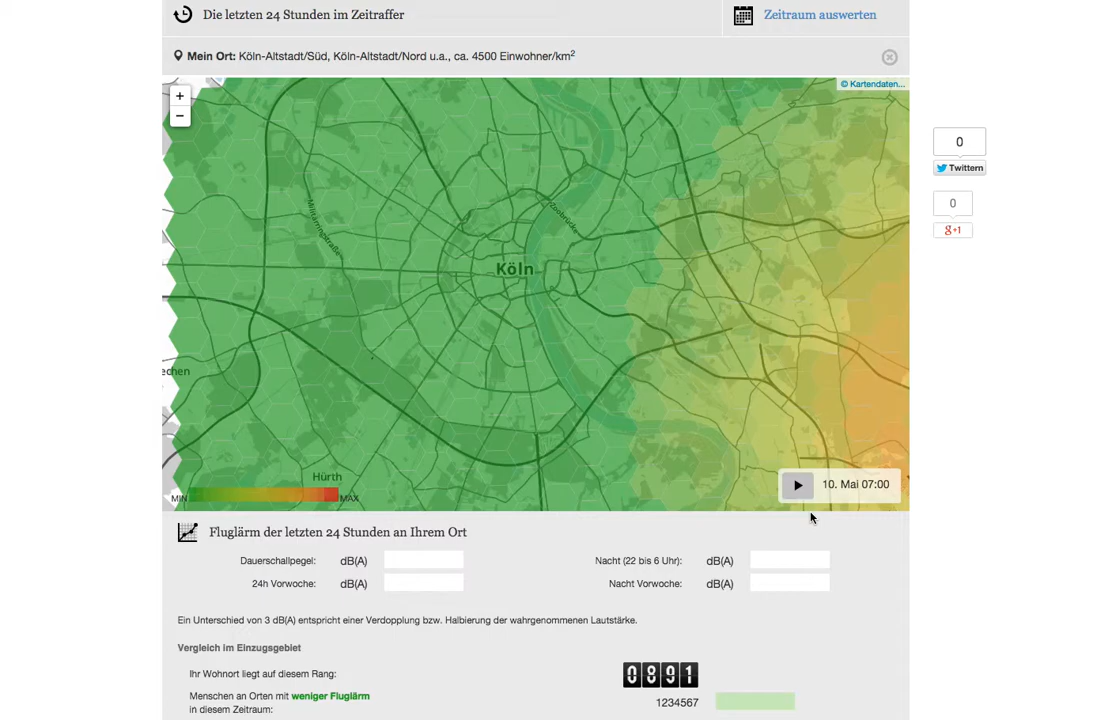 Die letzten 24 Stunden im Zeitraffer
Zeitraum auswerten
Mein Ort: Köln-Altstadt/Süd, Köln-Altstadt/Nord u.a., ca. 4500 Einwohner/km²
+
−
© Kartendaten...
Militärringstraße
Zoobrücke
Köln
echen
Hürth
MIN
MAX
10. Mai 07:00
0
Twittern
0
g+1
Fluglärm der letzten 24 Stunden an Ihrem Ort
Dauerschallpegel: dB(A)
Nacht (22 bis 6 Uhr): dB(A)
24h Vorwoche: dB(A)
Nacht Vorwoche: dB(A)
Ein Unterschied von 3 dB(A) entspricht einer Verdopplung bzw. Halbierung der wahrgenommenen Lautstärke.
Vergleich im Einzugsgebiet
Ihr Wohnort liegt auf diesem Rang:
0891
Menschen an Orten mit weniger Fluglärm
in diesem Zeitraum:
1234567